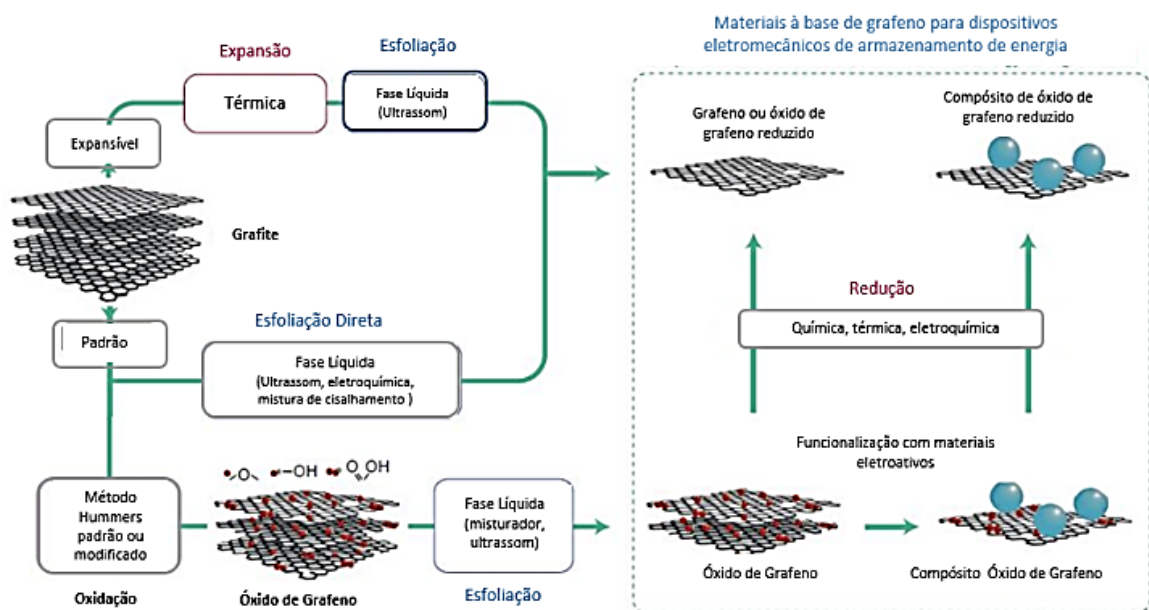 Materiais à base de grafeno para dispositivos
eletromecânicos de armazenamento de energia
Expansão
Esfoliação
Térmica
Fase Líquida
(Ultrassom)
Expansível
Grafite
Padrão
Esfoliação Direta
Fase Líquida
(Ultrassom, eletroquímica,
mistura de cisalhamento )
Método
Hummers
padrão ou
modificado
Oxidação
O
OH
O
OH
Óxido de Grafeno
Fase Líquida
(misturador,
ultrassom)
Esfoliação
Grafeno ou óxido de
grafeno reduzido
Compósito de óxido de
grafeno reduzido
Redução
Química, térmica, eletroquímica
Funcionalização com materiais
eletroativos
Óxido de Grafeno
Compósito Óxido de Grafeno